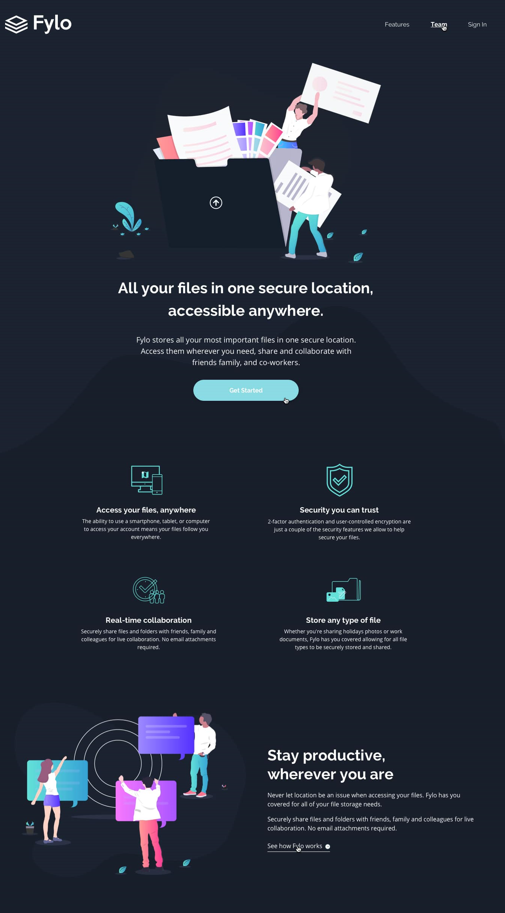 Fylo
Features
Team
Sign In
All your files in one secure location,
accessible anywhere.
Fylo stores all your most important files in one secure location.
Access them wherever you need, share and collaborate with
friends family, and co-workers.
Get Started
Access your files, anywhere
The ability to use a smartphone, tablet, or computer
to access your account means your files follow you
everywhere.
Security you can trust
2-factor authentication and user-controlled encryption are
just a couple of the security features we allow to help
secure your files.
Real-time collaboration
Securely share files and folders with friends, family and
colleagues for live collaboration. No email attachments
required.
Store any type of file
Whether you're sharing holidays photos or work
documents, Fylo has you covered allowing for all file
types to be securely stored and shared.
Stay productive,
wherever you are
Never let location be an issue when accessing your files. Fylo has you
covered for all of your file storage needs.
Securely share files and folders with friends, family and colleagues for live
collaboration. No email attachments required.
See how Fylo works